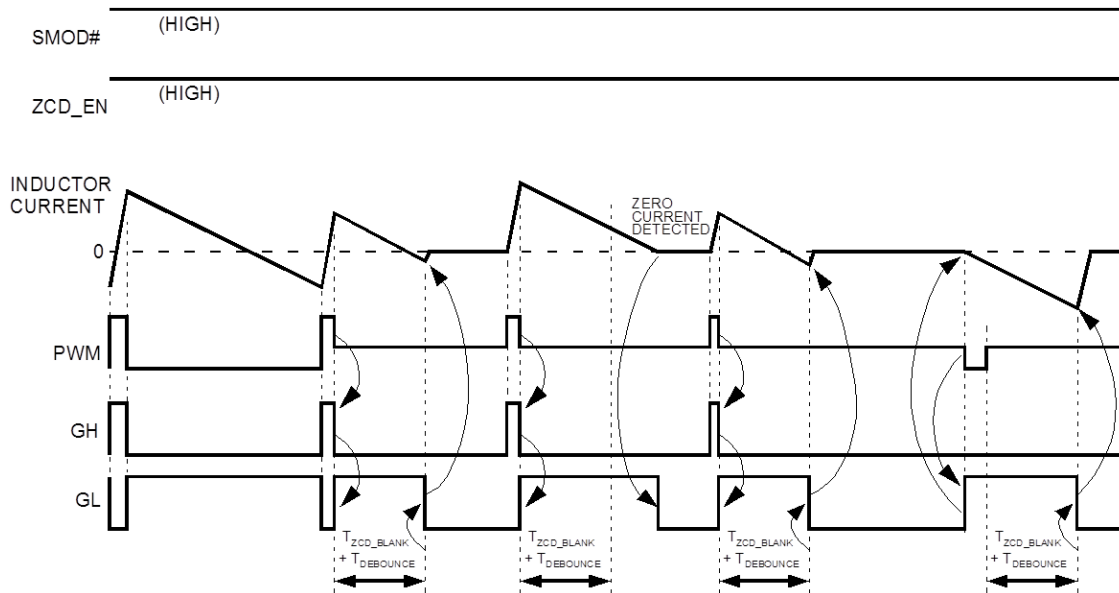 SMOD#
(HIGH)
ZCD_EN
(HIGH)
INDUCTOR
CURRENT
0
ZERO
CURRENT
DETECTED
PWM
GH
GL
TZCD_BLANK
+ TDEBOUNCE
TZCD_BLANK
+ TDEBOUNCE
TZCD_BLANK
+ TDEBOUNCE
TZCD_BLANK
+ TDEBOUNCE